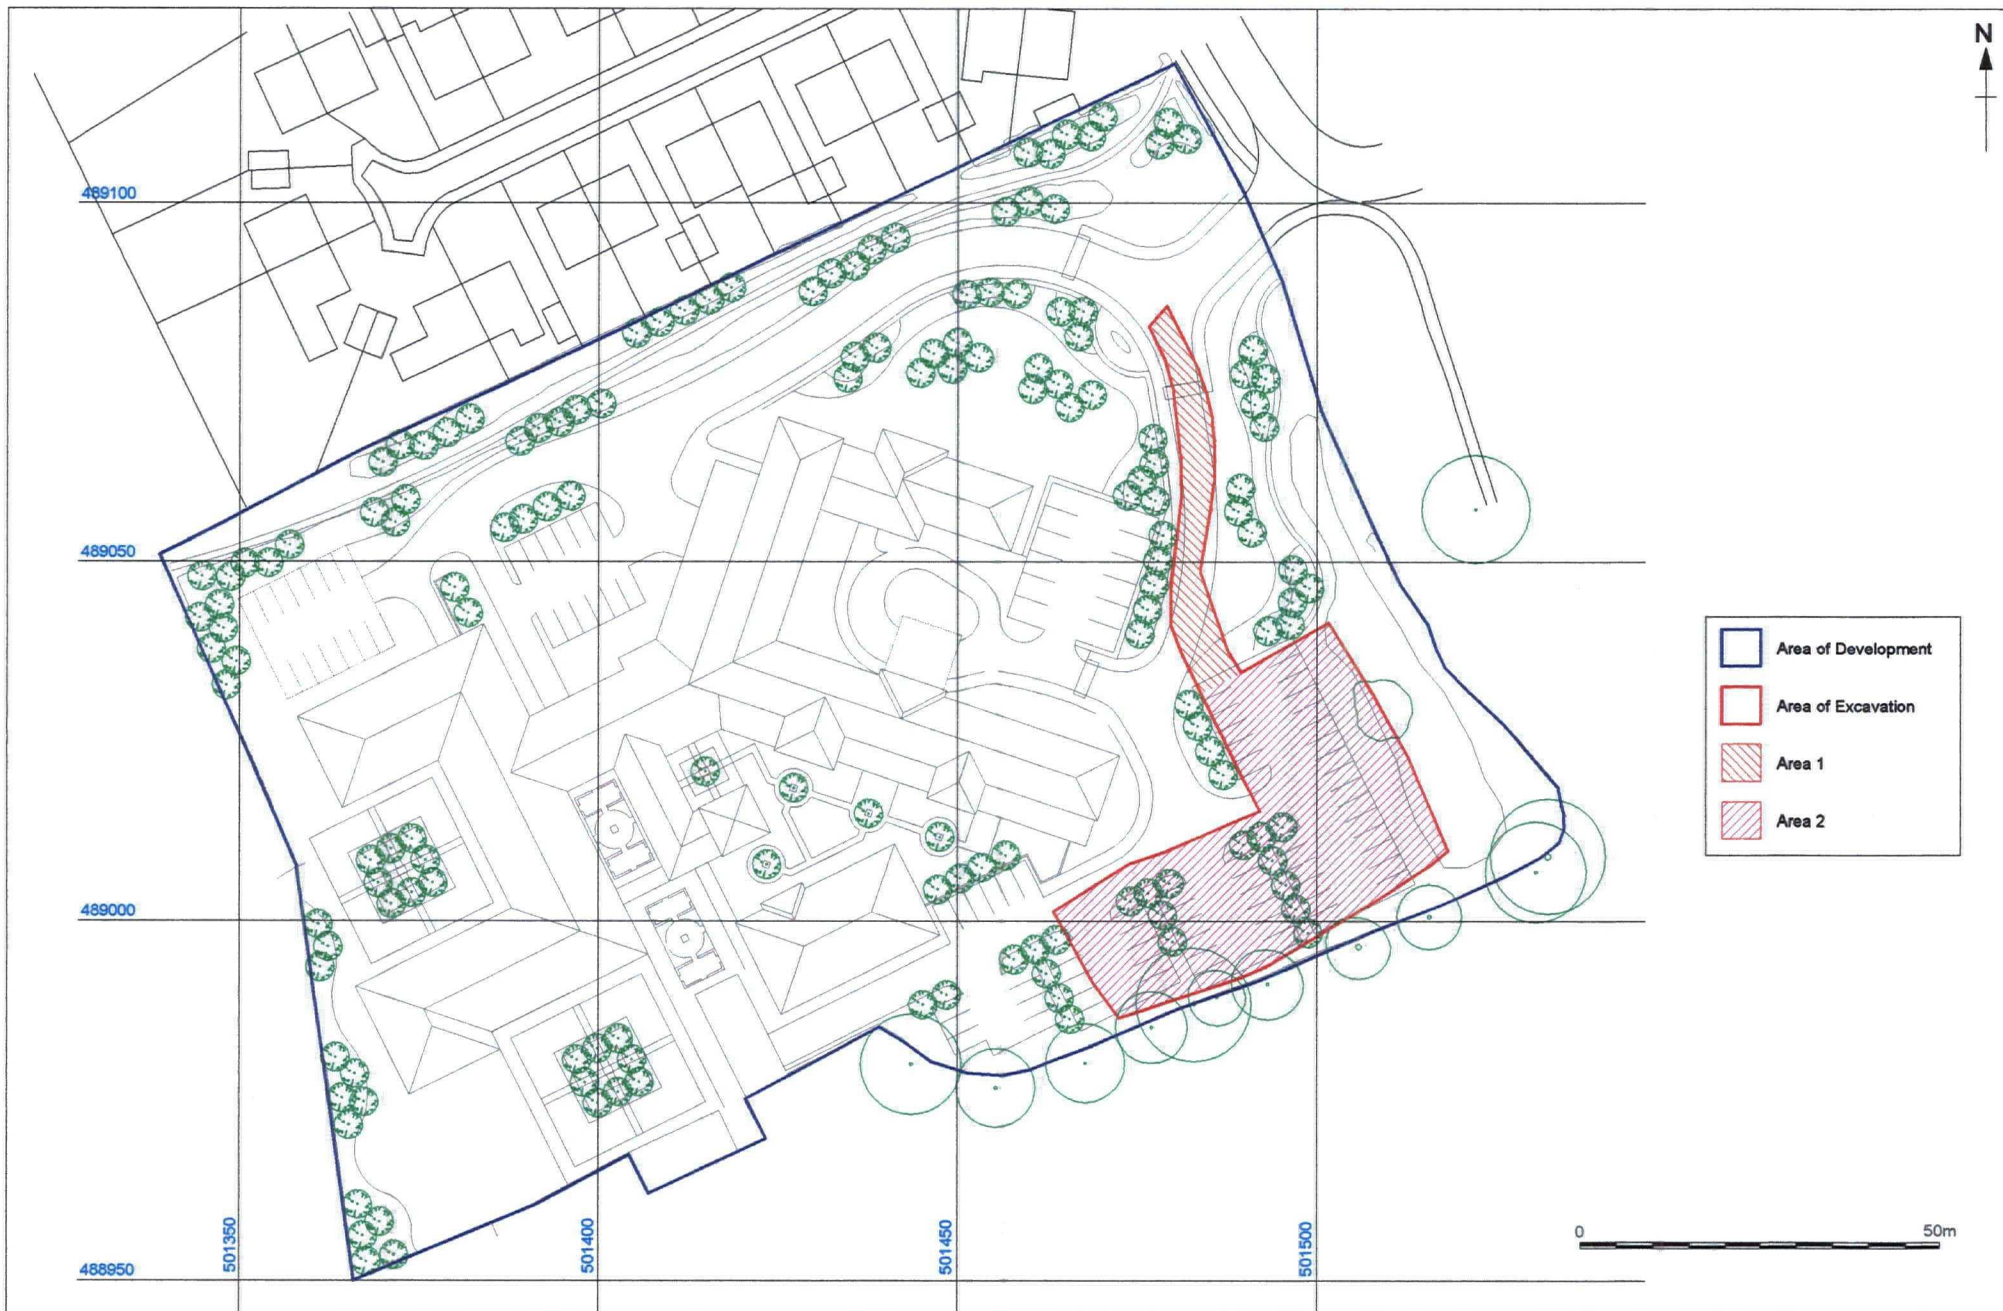 N
489100
489050
Area of Development
Area of Excavation
Area 1
Area 2
489000
501350
501400
501450
501500
0 50m
488950